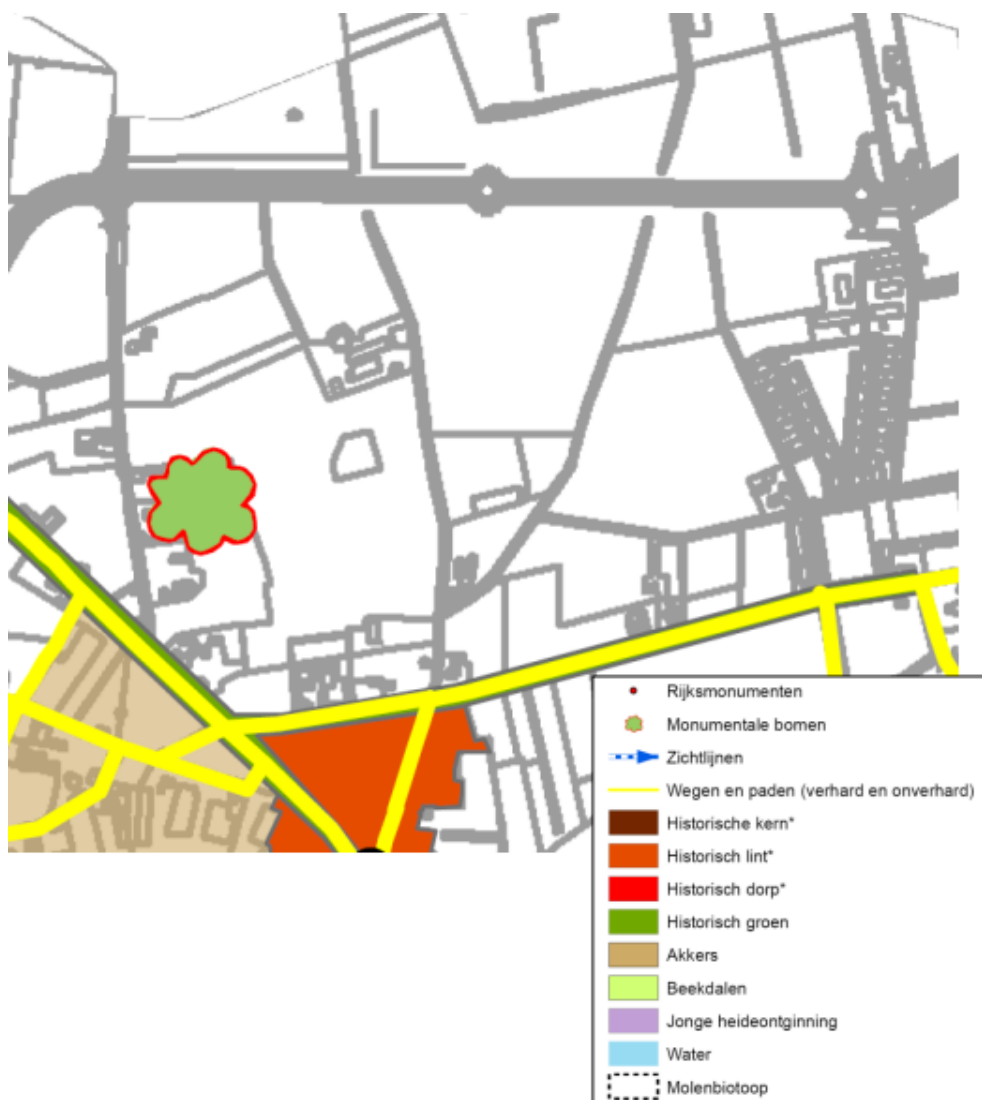 Rijksmonumenten
Monumentale bomen
Zichtlijnen
Wegen en paden (verhard en onverhard)
Historische kern*
Historisch lint*
Historisch dorp*
Historisch groen
Akkers
Beekdalen
Jonge heideontginning
Water
Molenbiotoop